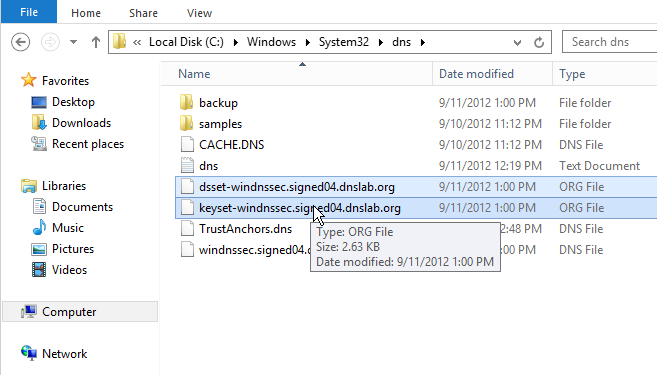 File Home Share View
Local Disk (C:) Windows System32 dns Search dns
Name Date modified Type
Favorites
Desktop
Downloads
Recent places
Libraries
Documents
Music
Pictures
Videos
Computer
Network
backup 9/11/2012 1:00 PM File folder
samples 9/10/2012 11:12 PM File folder
CACHE.DNS 9/10/2012 11:12 PM DNS File
dns 9/11/2012 12:19 PM Text Document
dsset-windnssec.signed04.dnslab.org 9/11/2012 1:00 PM ORG File
keyset-windnssec.signed04.dnslab.org 9/11/2012 1:00 PM ORG File
TrustAnchors.dns 2:48 PM DNS File
windnssec.signed04.d :00 PM DNS File
Type: ORG File
Size: 2.63 KB
Date modified: 9/11/2012 1:00 PM